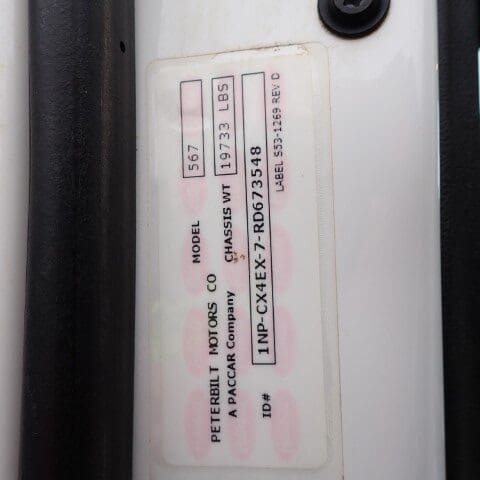 PETERBILT MOTORS CO MODEL 567
A PACCAR Company CHASSIS WT 19733 LBS
ID# 1NP-CX4EX-7-RD673548
LABEL S53-1269 REV D